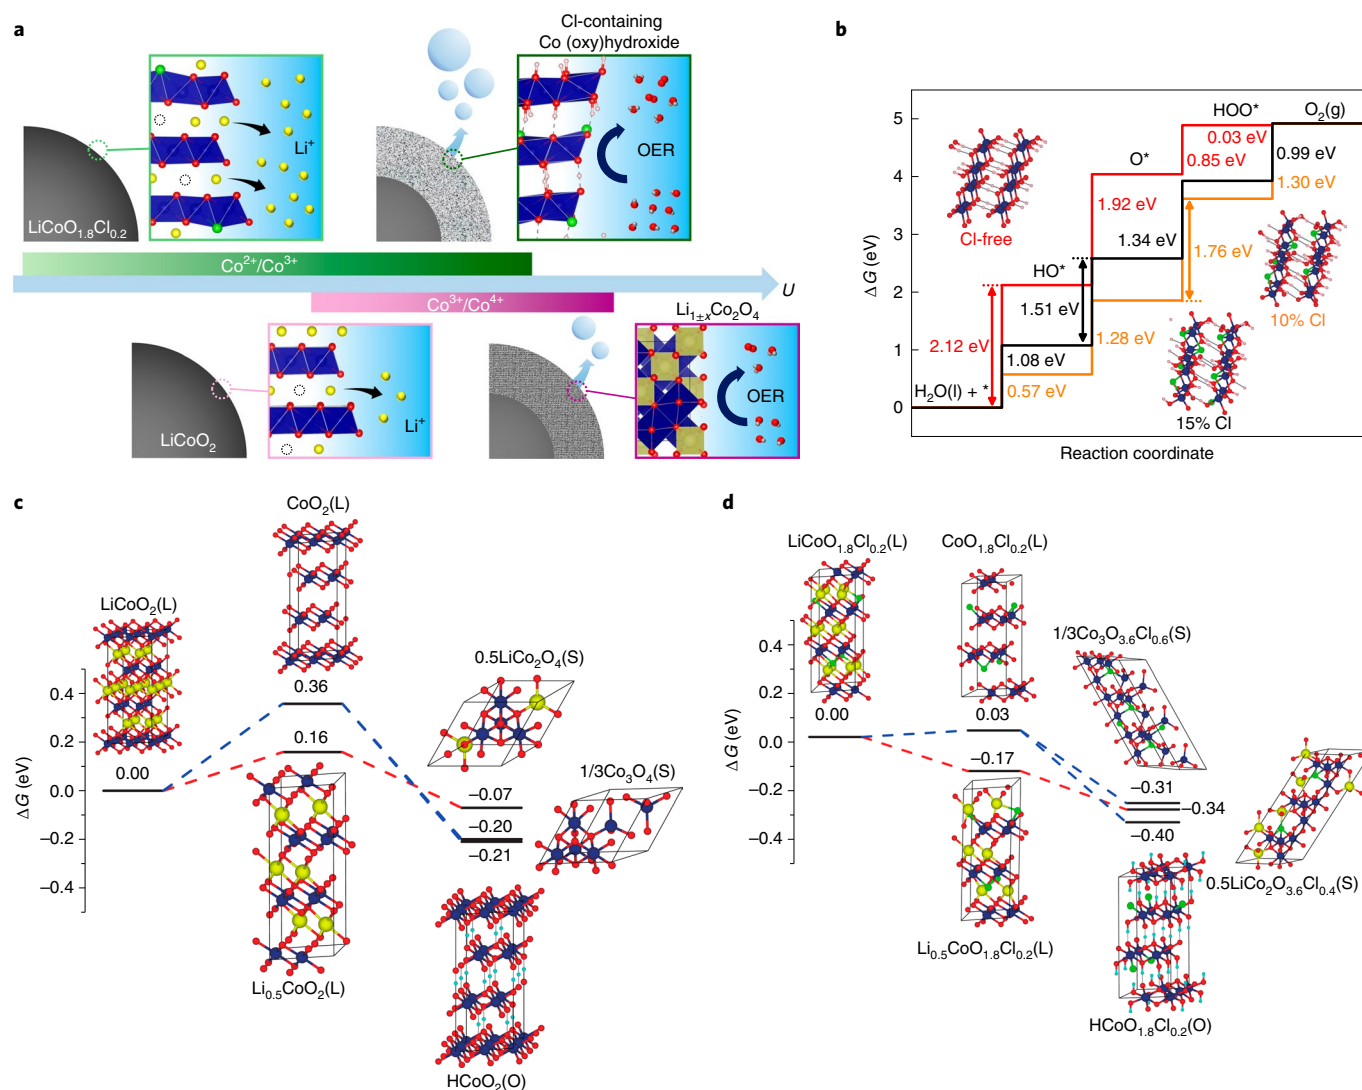 a
Cl-containing
Co (oxy)hydroxide
Li⁺
OER
LiCoO₁.₈Cl₀.₂
Co²⁺/Co³⁺
U
Co³⁺/Co⁴⁺
Li₁±ₓCo₂O₄
Li⁺
OER
LiCoO₂
b
ΔG (eV)
5
4
3
2
1
0
HOO*
O₂(g)
0.03 eV
0.85 eV
0.99 eV
O*
1.30 eV
1.92 eV
Cl-free
1.34 eV
1.76 eV
HO*
1.51 eV
10% Cl
2.12 eV
1.28 eV
1.08 eV
H₂O(l) + *
0.57 eV
15% Cl
Reaction coordinate
c
CoO₂(L)
LiCoO₂(L)
0.5LiCo₂O₄(S)
ΔG (eV)
0.4
0.2
0.0
−0.2
−0.4
0.36
0.16
0.00
1/3Co₃O₄(S)
−0.07
−0.20
−0.21
Li₀.₅CoO₂(L)
HCoO₂(O)
d
LiCoO₁.₈Cl₀.₂(L)
CoO₁.₈Cl₀.₂(L)
1/3Co₃O₃.₆Cl₀.₆(S)
ΔG (eV)
0.4
0.2
0.0
−0.2
−0.4
0.00
0.03
−0.17
−0.31
−0.34
−0.40
0.5LiCo₂O₃.₆Cl₀.₄(S)
Li₀.₅CoO₁.₈Cl₀.₂(L)
HCoO₁.₈Cl₀.₂(O)